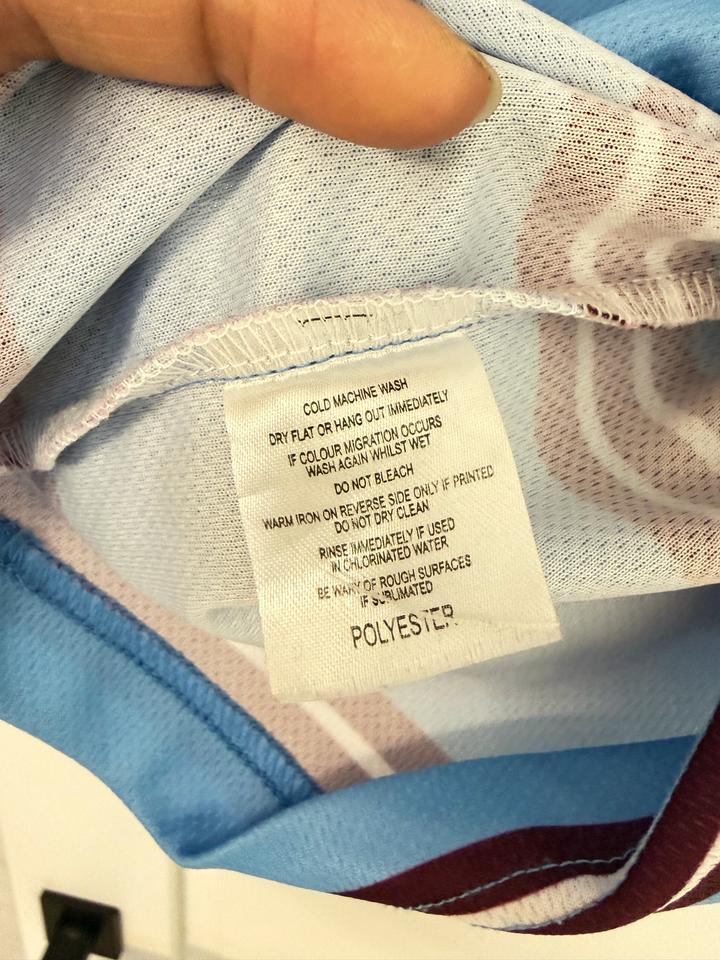 COLD MACHINE WASH
DRY FLAT OR HANG OUT IMMEDIATELY
IF COLOUR MIGRATION OCCURS
WASH AGAIN WHILST WET
DO NOT BLEACH
WARM IRON ON REVERSE SIDE ONLY IF PRINTED
DO NOT DRY CLEAN
RINSE IMMEDIATELY IF USED
IN CHLORINATED WATER
BE WARY OF ROUGH SURFACES
IF SUBLIMATED
POLYESTER